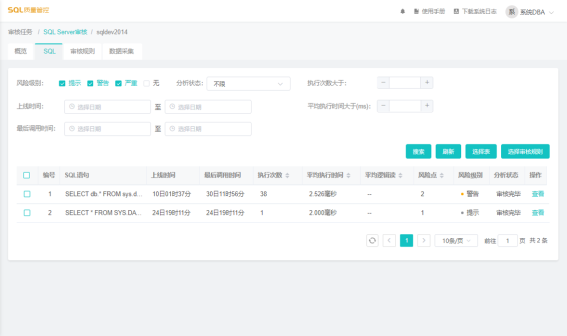 SQL质量管控
使用手册 下载系统日志 系 系统DBA
审核任务 / SQL Server审核 / sqldev2014
概览 SQL 审核规则 数据采集
风险级别: 提示 警告 严重 无 分析状态: 不限 执行次数大于: - +
上线时间: 选择日期 至 选择日期 平均执行时间大于(ms): - +
最后调用时间: 选择日期 至 选择日期
搜索 刷新 选择表 选择审核规则
编号 SQL语句 上线时间 最后调用时间 执行次数 平均执行时间 平均逻辑读 风险点 风险级别 分析状态 操作
1 SELECT db.* FROM sys.d... 10日01时37分 30日11时56分 38 2.526毫秒 -- 2 警告 审核完毕 查看
2 SELECT * FROM SYS.DA... 24日19时11分 24日19时11分 1 2.000毫秒 -- 1 提示 审核完毕 查看
< 1 > 10条/页 前往 1 页 共 2 条